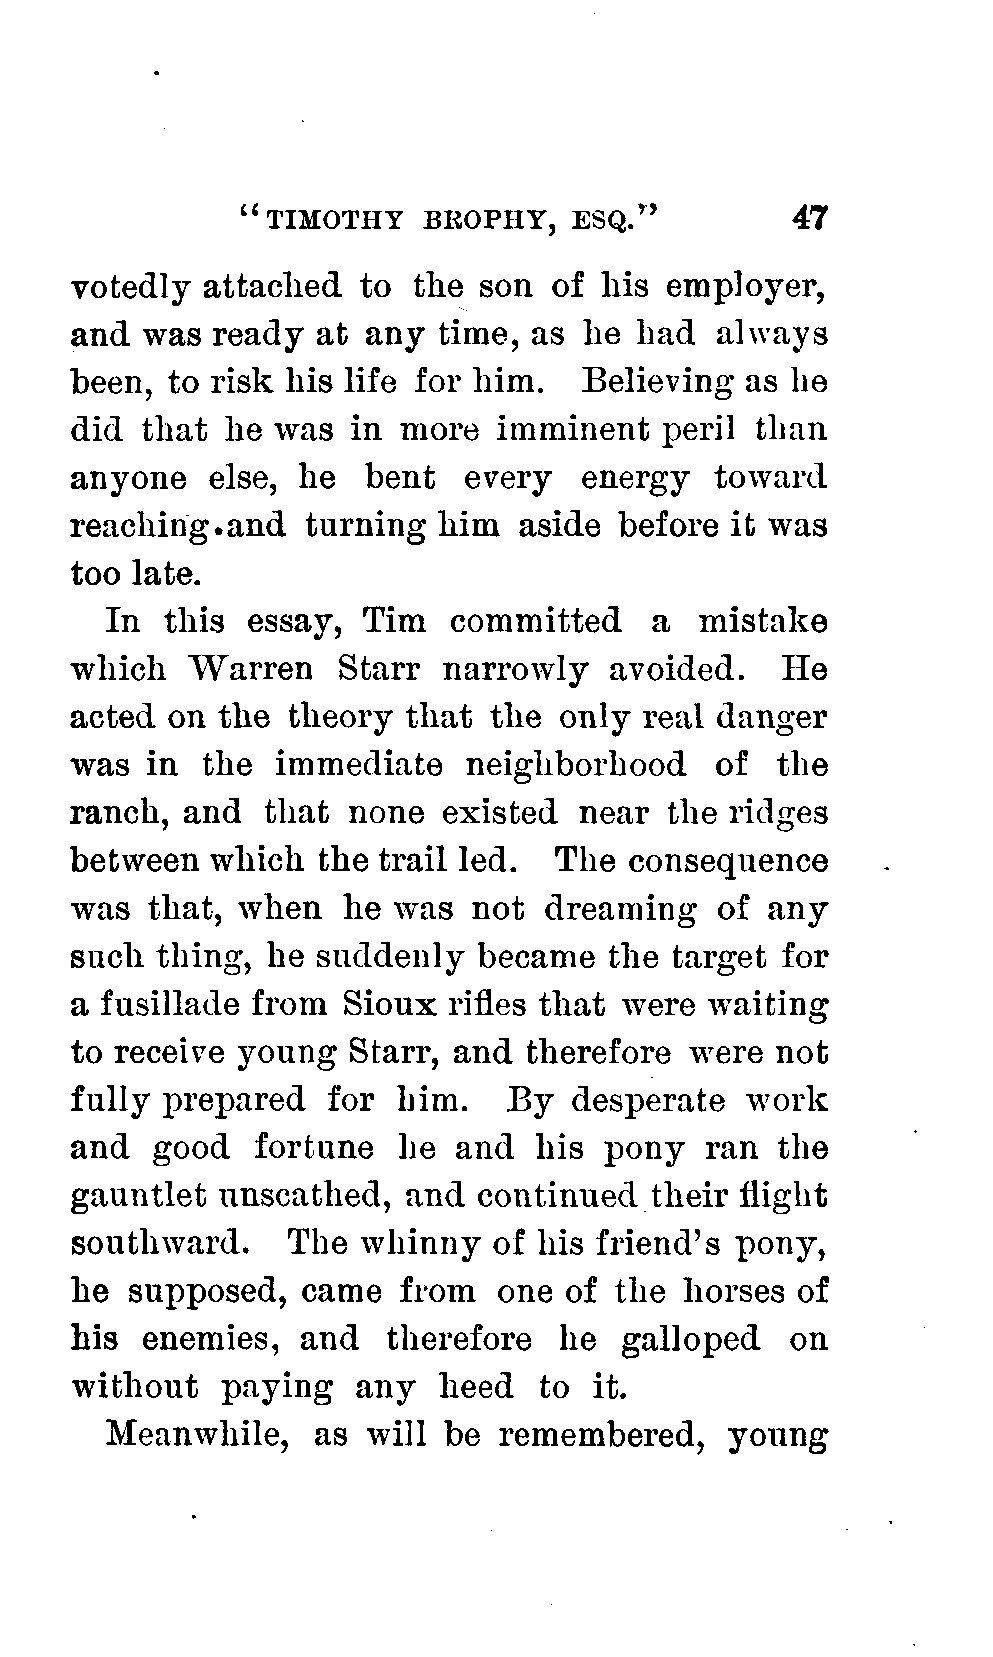 "TIMOTHY BROPHY, ESQ." 47
votedly attached to the son of his employer,
and was ready at any time, as he had always
been, to risk his life for him. Believing as he
did that he was in more imminent peril than
anyone else, he bent every energy toward
reaching and turning him aside before it was
too late.
In this essay, Tim committed a mistake
which Warren Starr narrowly avoided. He
acted on the theory that the only real danger
was in the immediate neighborhood of the
ranch, and that none existed near the ridges
between which the trail led. The consequence
was that, when he was not dreaming of any
such thing, he suddenly became the target for
a fusillade from Sioux rifles that were waiting
to receive young Starr, and therefore were not
fully prepared for him. By desperate work
and good fortune he and his pony ran the
gauntlet unscathed, and continued their flight
southward. The whinny of his friend's pony,
he supposed, came from one of the horses of
his enemies, and therefore he galloped on
without paying any heed to it.
Meanwhile, as will be remembered, young